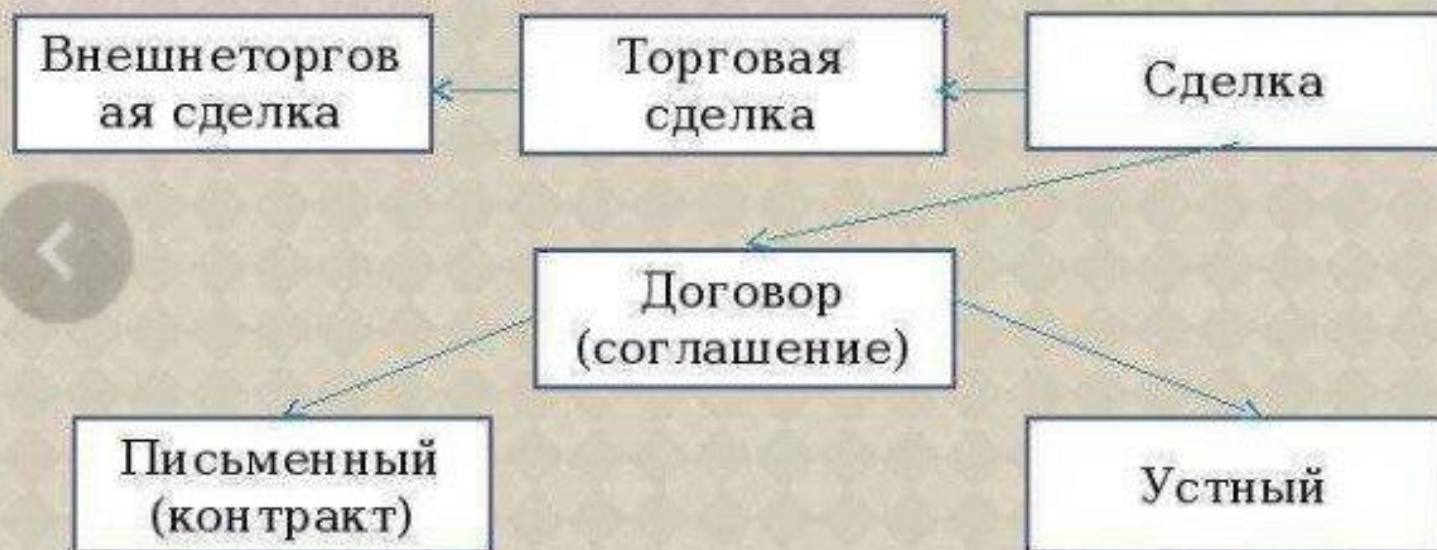 Внешнеторгов
ая сделка
Торговая
сделка
Сделка
Договор
(соглашение)
Письменный
(контракт)
Устный